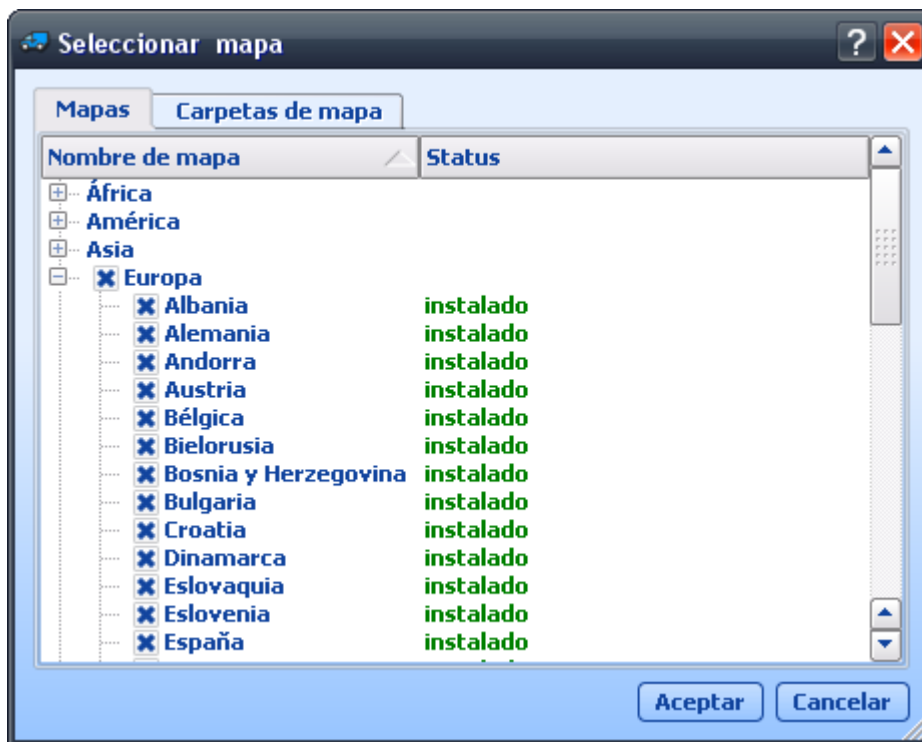 Seleccionar mapa
Mapas Carpetas de mapa
Nombre de mapa Status
África
América
Asia
Europa
Albania instalado
Alemania instalado
Andorra instalado
Austria instalado
Bélgica instalado
Bielorusia instalado
Bosnia y Herzegovina instalado
Bulgaria instalado
Croatia instalado
Dinamarca instalado
Eslovaquia instalado
Eslovenia instalado
España instalado
Aceptar Cancelar